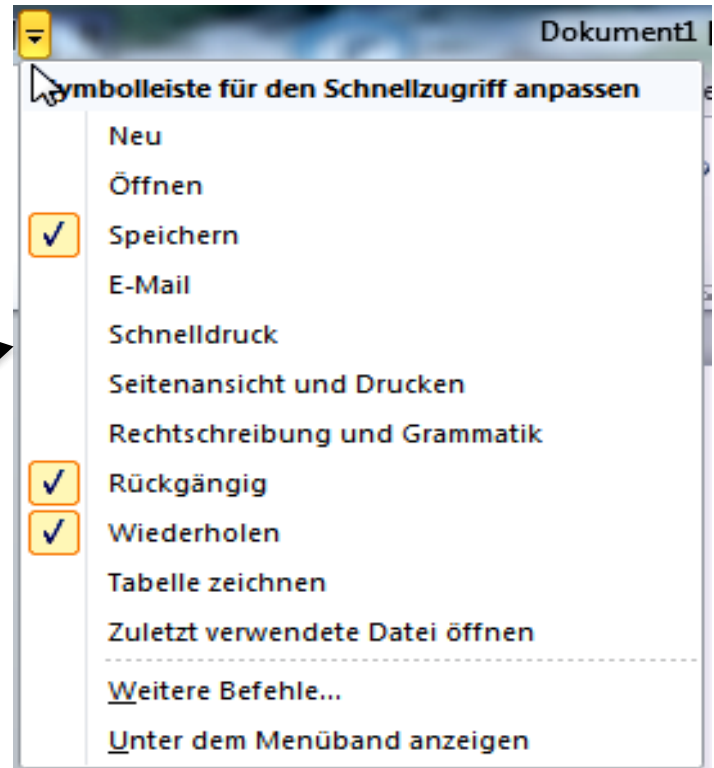 Dokument1
Symbolleiste für den Schnellzugriff anpassen
Neu
Öffnen
Speichern
E-Mail
Schnelldruck
Seitenansicht und Drucken
Rechtschreibung und Grammatik
Rückgängig
Wiederholen
Tabelle zeichnen
Zuletzt verwendete Datei öffnen
Weitere Befehle...
Unter dem Menüband anzeigen